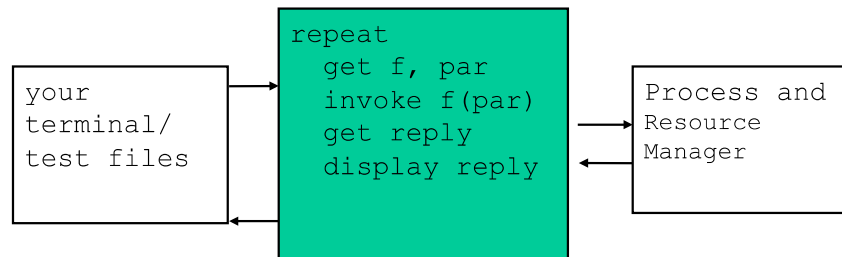 your
terminal/
test files
repeat
get f, par
invoke f(par)
get reply
display reply
Process and
Resource
Manager